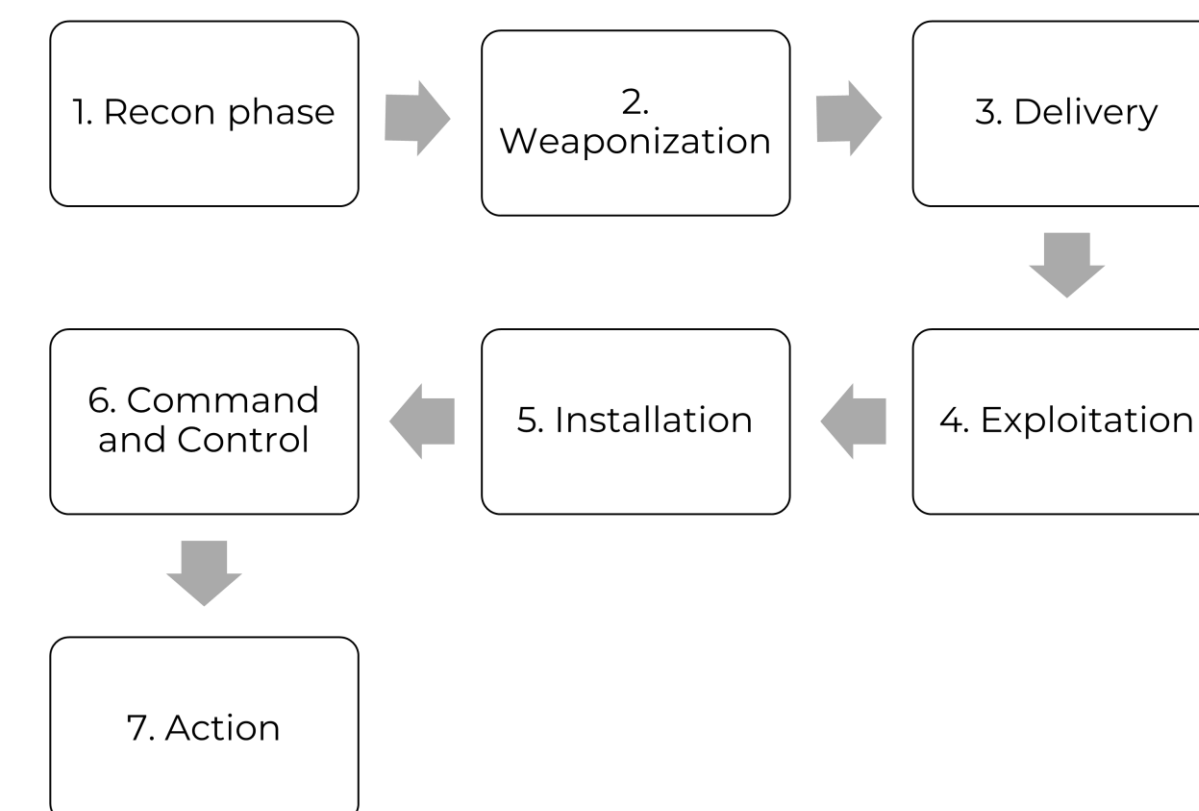 1. Recon phase
2.
Weaponization
3. Delivery
6. Command
and Control
5. Installation
4. Exploitation
7. Action